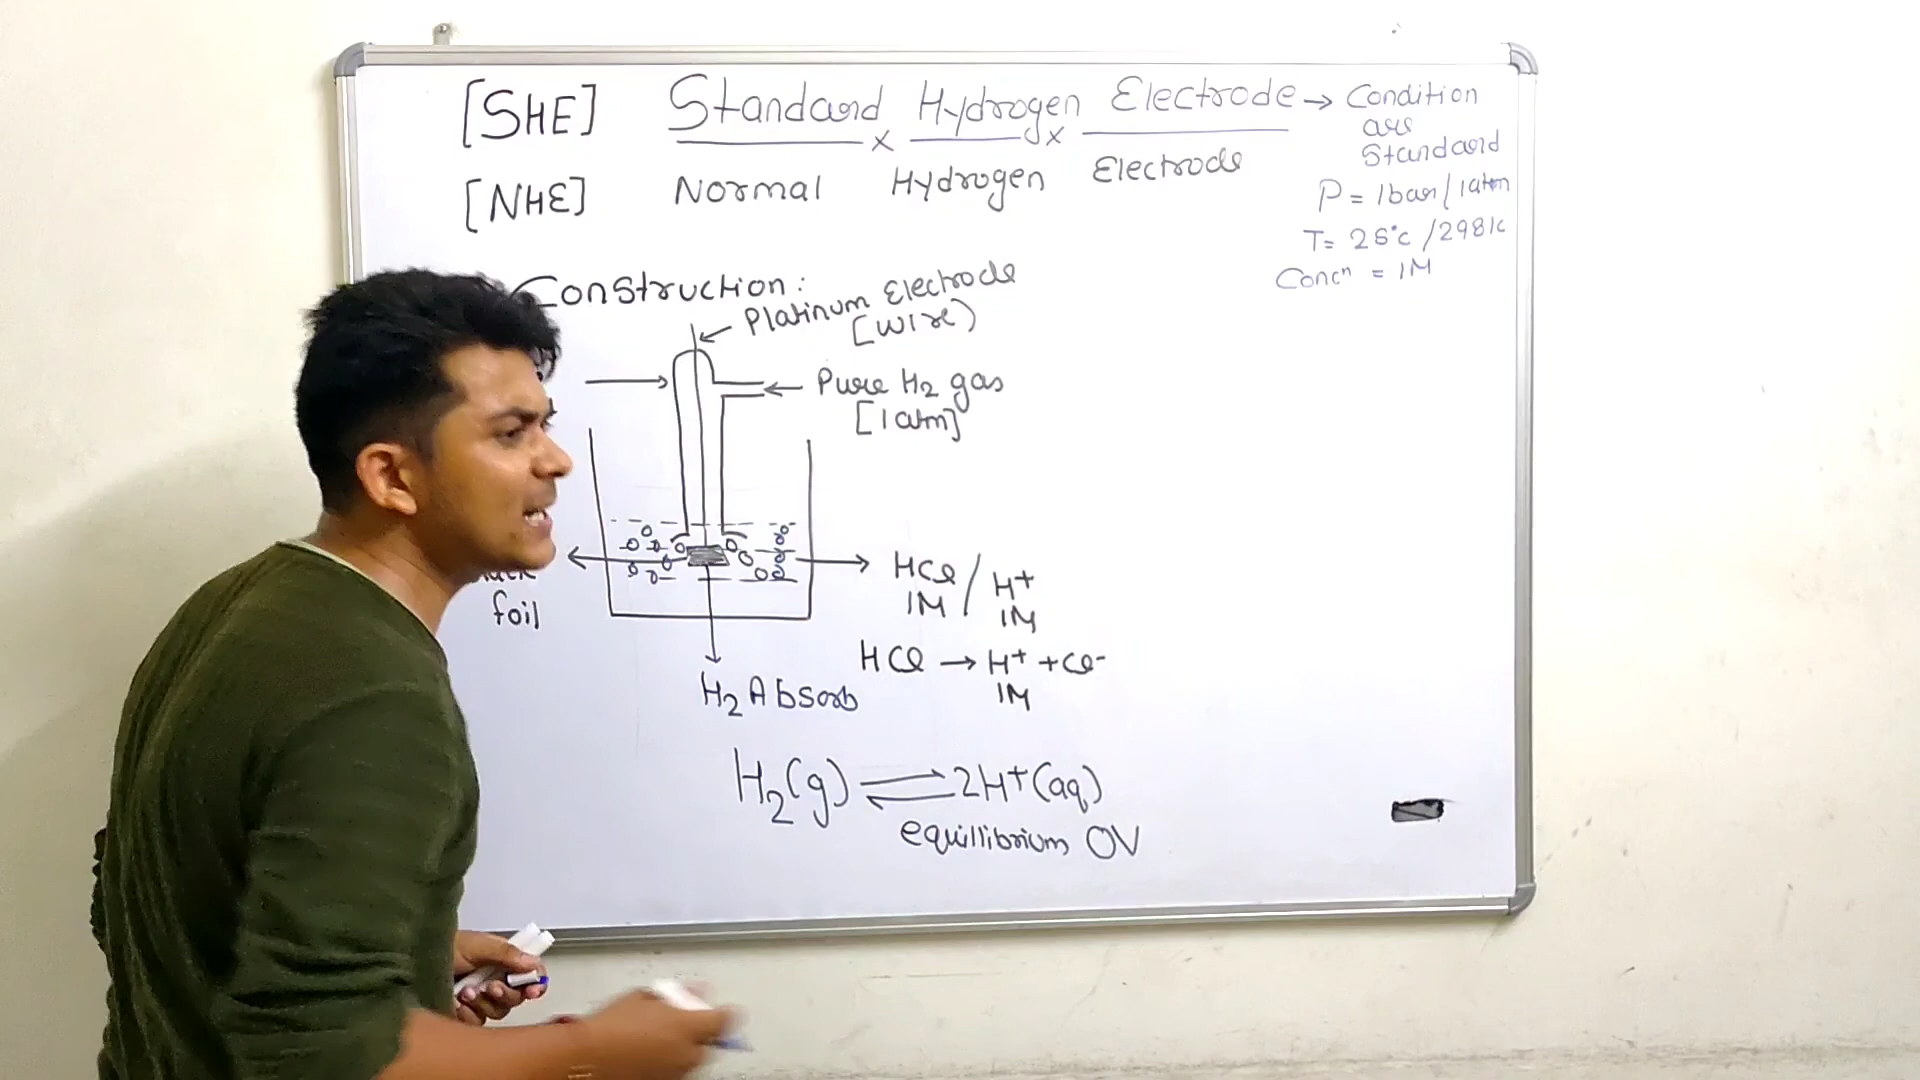 [SHE] Standard Hydrogen Electrode → Condition
are
Standard
[NHE] Normal Hydrogen Electrode
P = 1bar/1atm
T= 25°c /298k
Concⁿ = 1M
Construction:
Platinum Electrode
[wire)
Pure H2 gas
[1atm]
foil
HCl / H+
1M 1M
HCl → H+ + Cl-
1M
H2 Absorb
H2(g) ⇌ 2H+(aq)
equillibrium OV